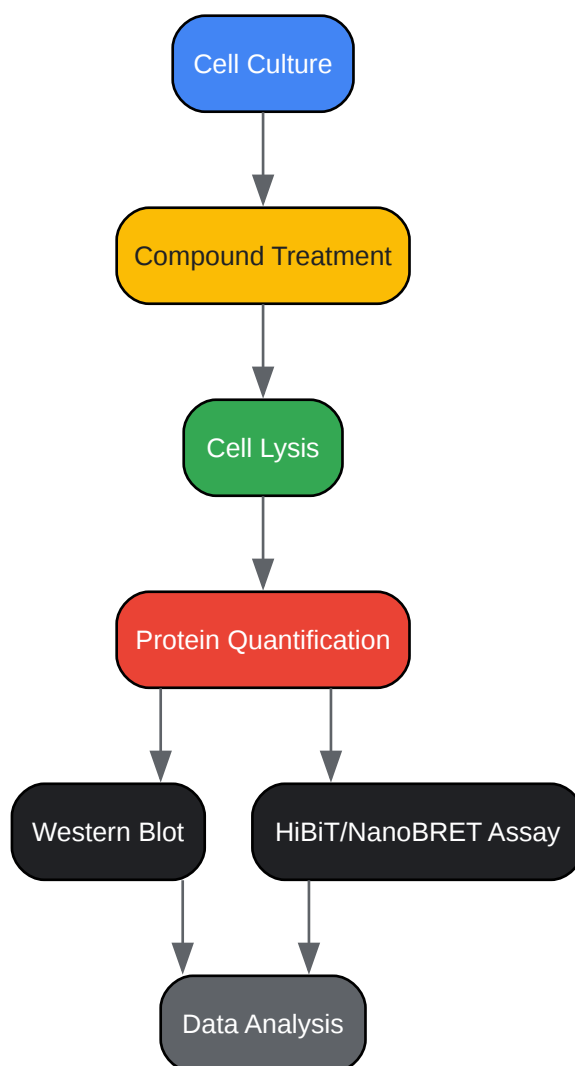 Cell Culture
Compound Treatment
Cell Lysis
Protein Quantification
Western Blot
HiBiT/NanoBRET Assay
Data Analysis